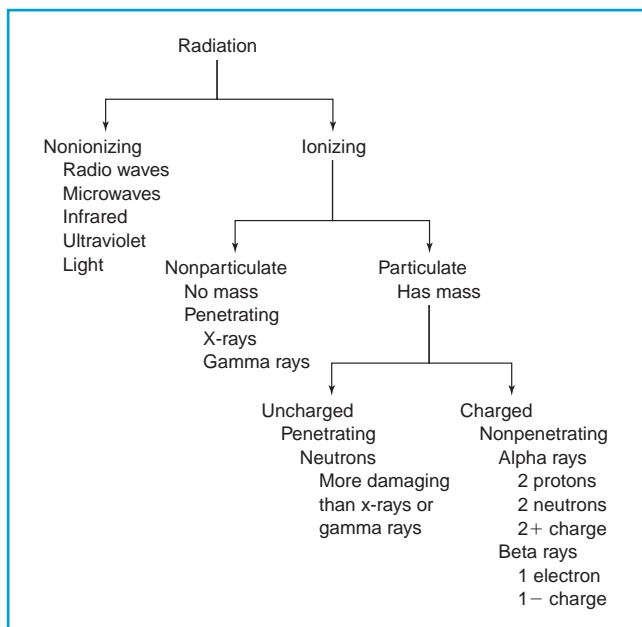 Radiation
Nonionizing
Radio waves
Microwaves
Infrared
Ultraviolet
Light
Ionizing
Nonparticulate
No mass
Penetrating
X-rays
Gamma rays
Particulate
Has mass
Uncharged
Penetrating
Neutrons
More damaging
than x-rays or
gamma rays
Charged
Nonpenetrating
Alpha rays
2 protons
2 neutrons
2+ charge
Beta rays
1 electron
1− charge